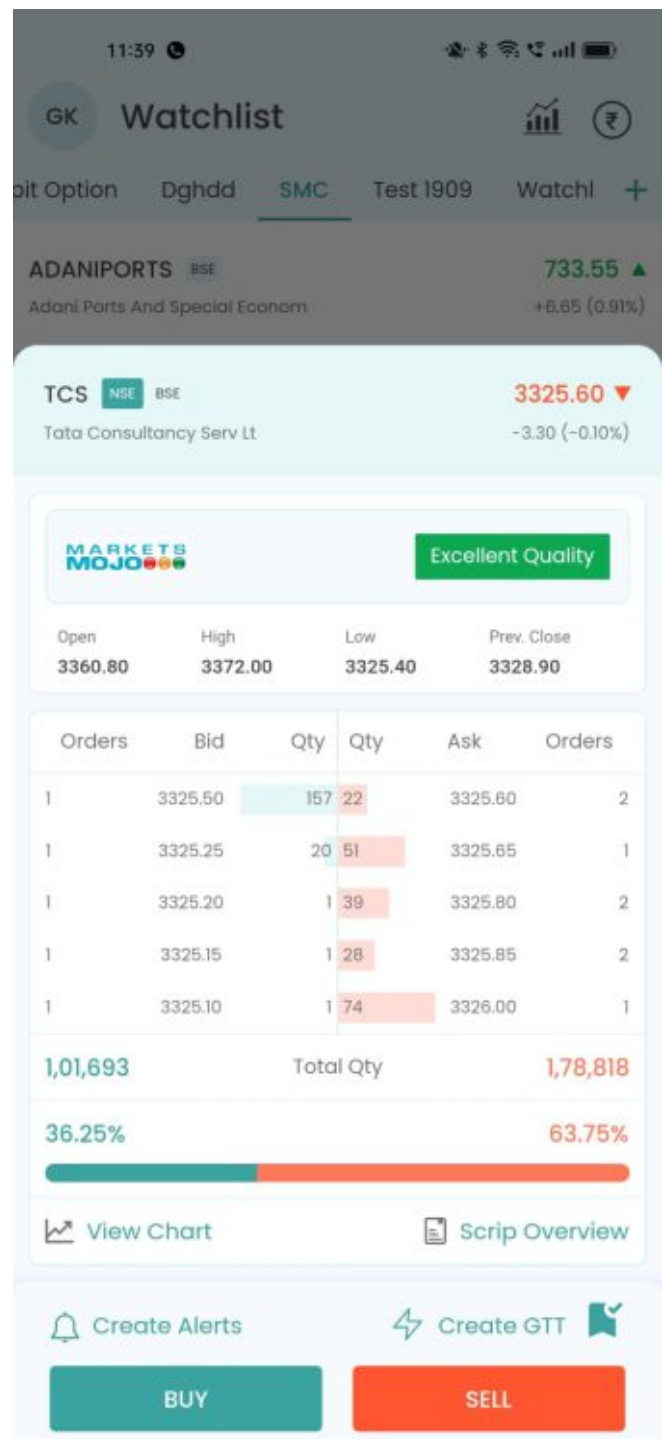 11:39
GK Watchlist
oit Option Dghdd SMC Test 1909 Watchl +
ADANIPORTS BSE 733.55 ▲
Adani Ports And Special Econom +6.65 (0.91%)
TCS NSE BSE 3325.60 ▼
Tata Consultancy Serv Lt -3.30 (-0.10%)
MARKETS MOJO Excellent Quality
Open High Low Prev. Close
3360.80 3372.00 3325.40 3328.90
Orders Bid Qty Qty Ask Orders
1 3325.50 157 22 3325.60 2
1 3325.25 20 51 3325.65 1
1 3325.20 1 39 3325.80 2
1 3325.15 1 28 3325.85 2
1 3325.10 1 74 3326.00 1
1,01,693 Total Qty 1,78,818
36.25% 63.75%
View Chart Scrip Overview
Create Alerts Create GTT
BUY SELL